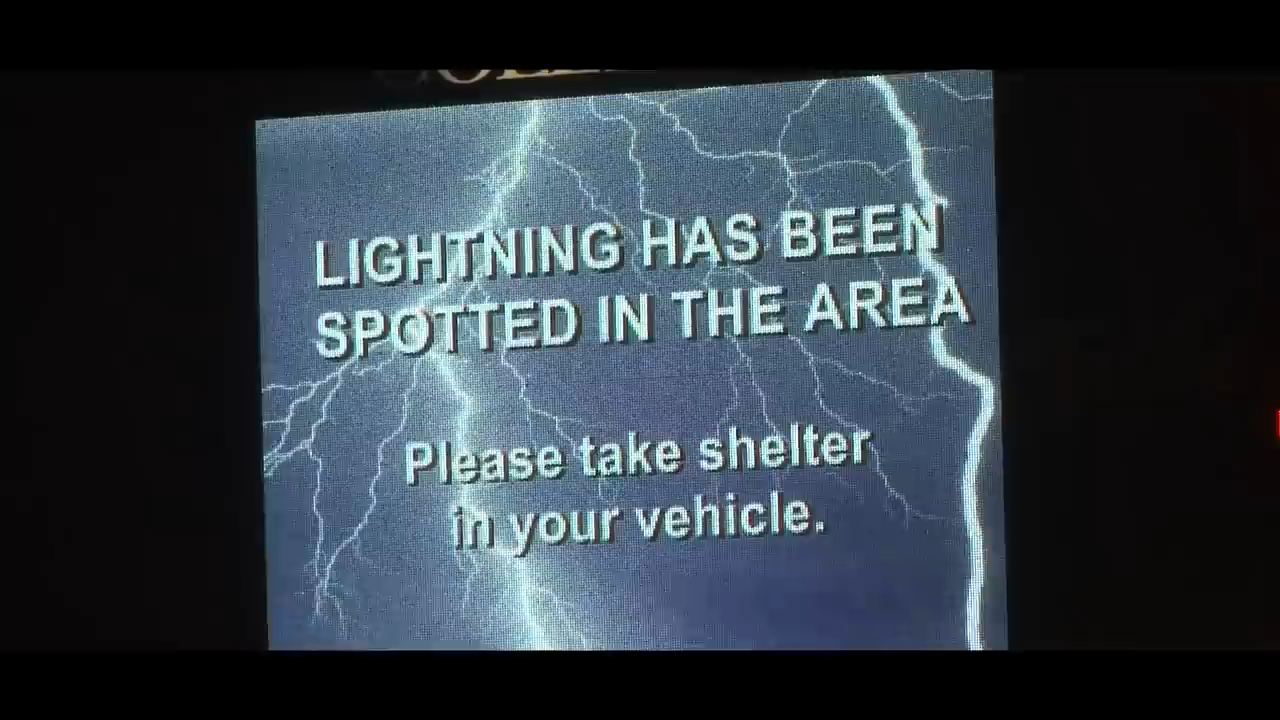 LIGHTNING HAS BEEN
SPOTTED IN THE AREA
Please take shelter
in your vehicle.